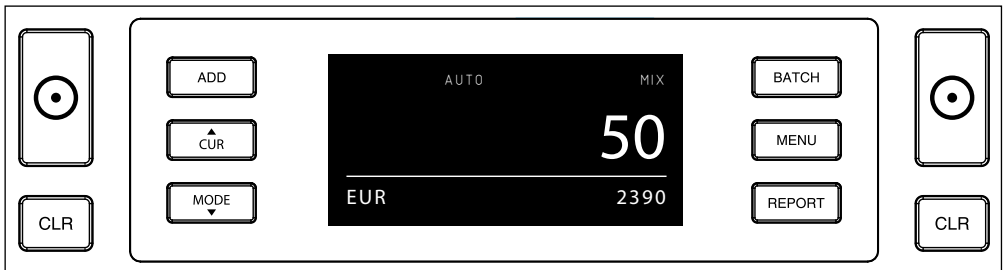 ADD
CUR
MODE
CLR
AUTO MIX
50
EUR 2390
BATCH
MENU
REPORT
CLR